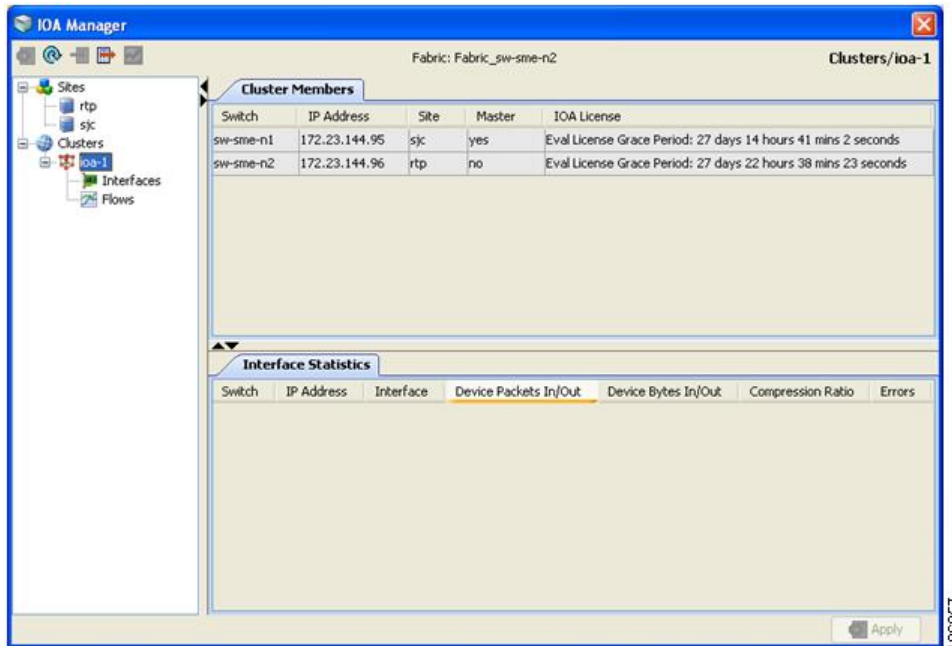 IOA Manager
Fabric: Fabric_sw-sme-n2
Clusters/ioa-1
Sites
rtp
sjc
Clusters
ioa-1
Interfaces
Flows
Cluster Members
Switch IP Address Site Master IOA License
sw-sme-n1 172.23.144.95 sjc yes Eval License Grace Period: 27 days 14 hours 41 mins 2 seconds
sw-sme-n2 172.23.144.96 rtp no Eval License Grace Period: 27 days 22 hours 38 mins 23 seconds
Interface Statistics
Switch IP Address Interface Device Packets In/Out Device Bytes In/Out Compression Ratio Errors
Apply